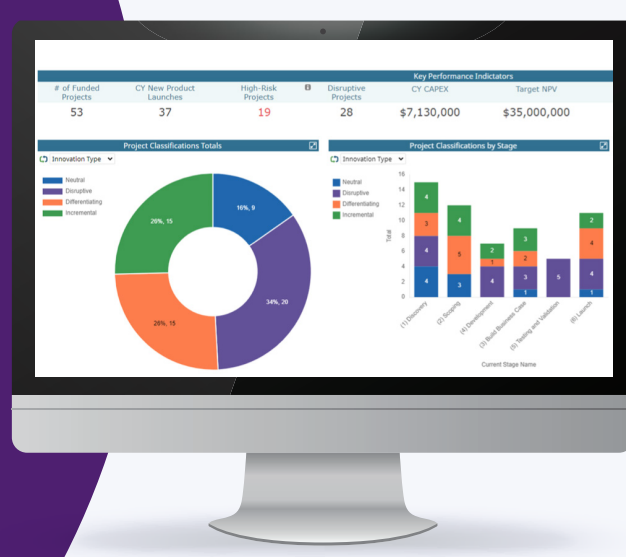 Key Performance Indictators
# of Funded Projects
53
CY New Product Launches
37
High-Risk Projects
19
Disruptive Projects
28
CY CAPEX
$7,130,000
Target NPV
$35,000,000
Project Classifications Totals
Innovation Type
Neutral
Disruptive
Differentiating
Incremental
16%, 9
34%, 20
26%, 15
26%, 15
Project Classifications by Stage
Innovation Type
Neutral
Disruptive
Differentiating
Incremental
Total
16
14
12
10
8
6
4
2
0
4
3
4
4
4
5
3
2
1
4
3
2
3
1
5
2
4
4
1
(1) Discovery
(2) Scoping
(4) Development
(3) Build Business Case
(5) Testing and Validation
(6) Launch
Current Stage Name